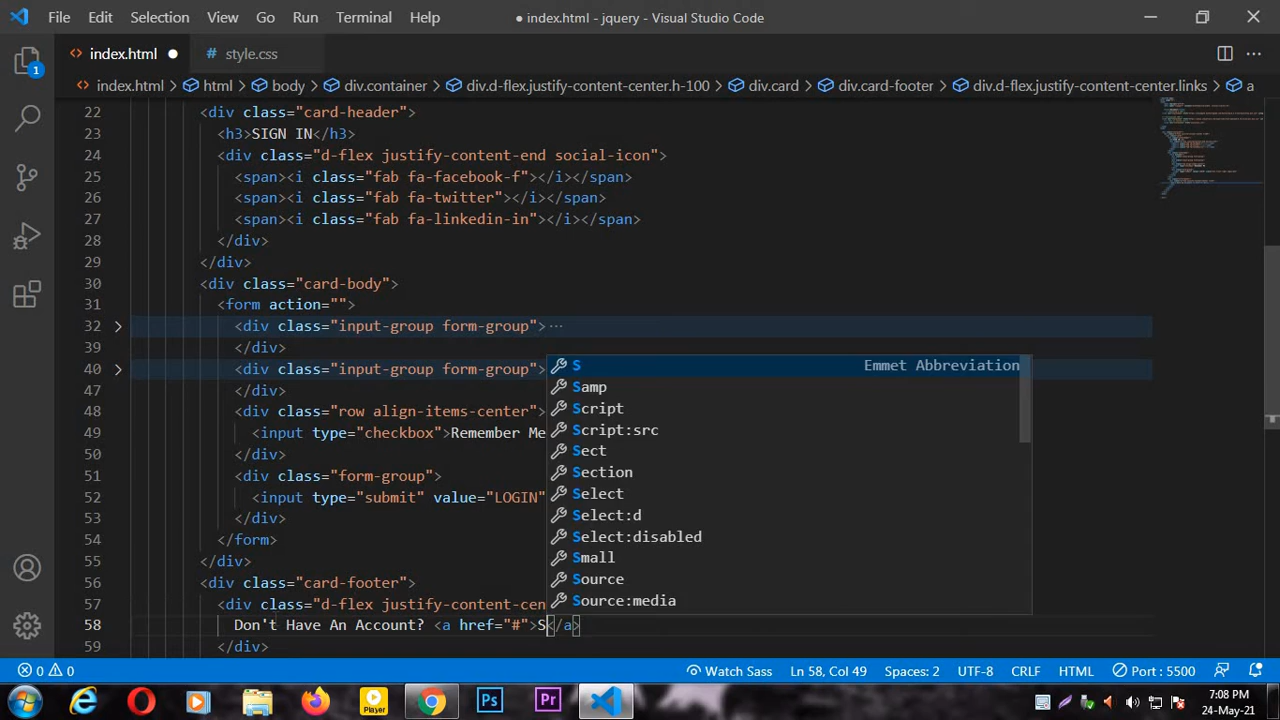 File Edit Selection View Go Run Terminal Help ● index.html - jquery - Visual Studio Code
index.html ● # style.css
index.html > html > body > div.container > div.d-flex.justify-content-center.h-100 > div.card > div.card-footer > div.d-flex.justify-content-center.links > a
22 <div class="card-header">
23 <h3>SIGN IN</h3>
24 <div class="d-flex justify-content-end social-icon">
25 <span><i class="fab fa-facebook-f"></i></span>
26 <span><i class="fab fa-twitter"></i></span>
27 <span><i class="fab fa-linkedin-in"></i></span>
28 </div>
29 </div>
30 <div class="card-body">
31 <form action="">
32 <div class="input-group form-group"> ...
39 </div>
40 <div class="input-group form-group">
47 </div>
48 <div class="row align-items-center">
49 <input type="checkbox">Remember Me
50 </div>
51 <div class="form-group">
52 <input type="submit" value="LOGIN"
53 </div>
54 </form>
55 </div>
56 <div class="card-footer">
57 <div class="d-flex justify-content-cen
58 Don't Have An Account? <a href="#">S</a>
59 </div>
S Emmet Abbreviation
Samp
Script
Script:src
Sect
Section
Select
Select:d
Select:disabled
Small
Source
Source:media
1
0 0 Watch Sass Ln 58, Col 49 Spaces: 2 UTF-8 CRLF HTML Port : 5500
Player Ps Pr
7:08 PM
24-May-21